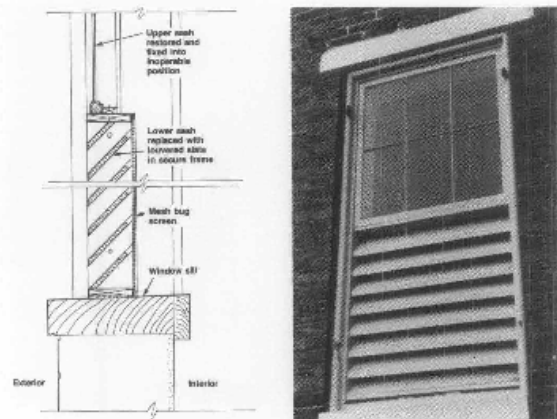 Upper sash
restored and
fixed into
inoperable
position
Lower sash
replaced with
louvered slats
in secure frame
Mesh bug
screen
Window sill
Exterior
Interior